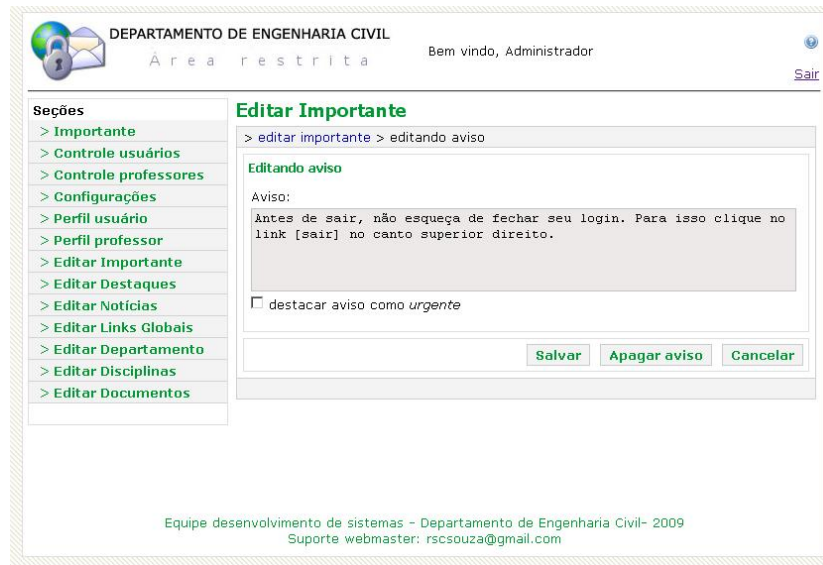 DEPARTAMENTO DE ENGENHARIA CIVIL
Área restrita
Bem vindo, Administrador
Sair
Seções
> Importante
> Controle usuários
> Controle professores
> Configurações
> Perfil usuário
> Perfil professor
> Editar Importante
> Editar Destaques
> Editar Notícias
> Editar Links Globais
> Editar Departamento
> Editar Disciplinas
> Editar Documentos
Editar Importante
> editar importante > editando aviso
Editando aviso
Aviso:
Antes de sair, não esqueça de fechar seu login. Para isso clique no
link [sair] no canto superior direito.
destacar aviso como urgente
Salvar Apagar aviso Cancelar
Equipe desenvolvimento de sistemas - Departamento de Engenharia Civil- 2009
Suporte webmaster: rscsouza@gmail.com